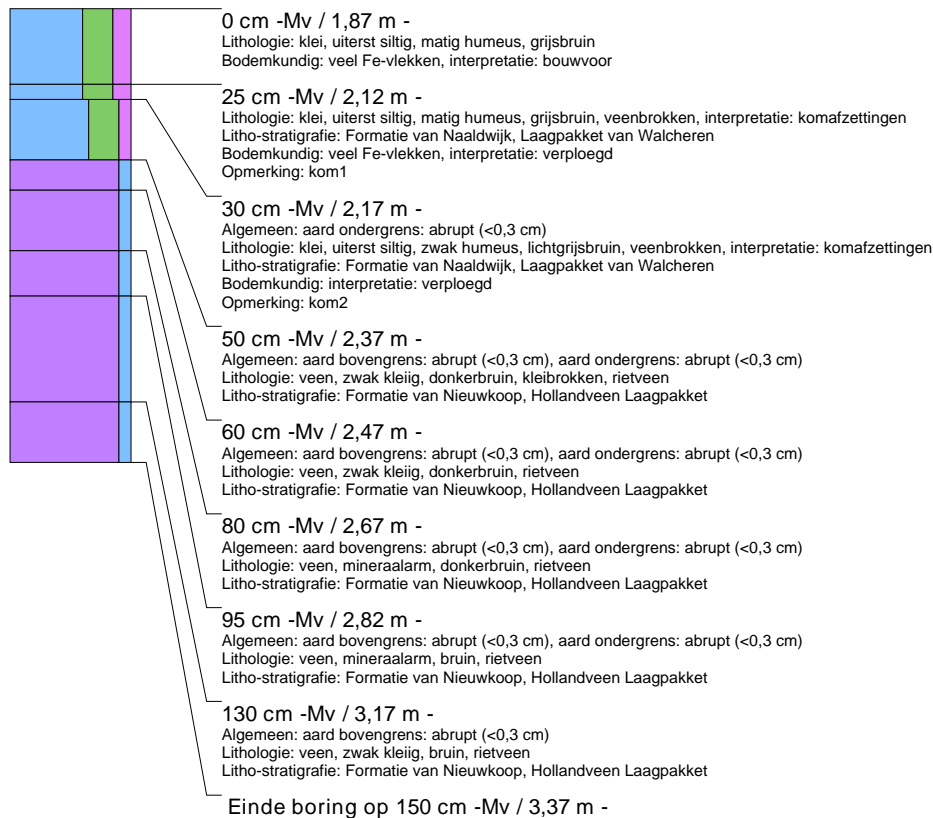 0 cm -Mv / 1,87 m -
Lithologie: klei, uiterst siltig, matig humeus, grijsbruin
Bodemkundig: veel Fe-vlekken, interpretatie: bouwvoor
25 cm -Mv / 2,12 m -
Lithologie: klei, uiterst siltig, matig humeus, grijsbruin, veenbrokken, interpretatie: komafzettingen
Litho-stratigrafie: Formatie van Naaldwijk, Laagpakket van Walcheren
Bodemkundig: veel Fe-vlekken, interpretatie: verploegd
Opmerking: kom1
30 cm -Mv / 2,17 m -
Algemeen: aard ondergrens: abrupt (<0,3 cm)
Lithologie: klei, uiterst siltig, zwak humeus, lichtgrijsbruin, veenbrokken, interpretatie: komafzettingen
Litho-stratigrafie: Formatie van Naaldwijk, Laagpakket van Walcheren
Bodemkundig: interpretatie: verploegd
Opmerking: kom2
50 cm -Mv / 2,37 m -
Algemeen: aard bovengrens: abrupt (<0,3 cm), aard ondergrens: abrupt (<0,3 cm)
Lithologie: veen, zwak kleiig, donkerbruin, kleibrokken, rietveen
Litho-stratigrafie: Formatie van Nieuwkoop, Hollandveen Laagpakket
60 cm -Mv / 2,47 m -
Algemeen: aard bovengrens: abrupt (<0,3 cm), aard ondergrens: abrupt (<0,3 cm)
Lithologie: veen, zwak kleiig, donkerbruin, rietveen
Litho-stratigrafie: Formatie van Nieuwkoop, Hollandveen Laagpakket
80 cm -Mv / 2,67 m -
Algemeen: aard bovengrens: abrupt (<0,3 cm), aard ondergrens: abrupt (<0,3 cm)
Lithologie: veen, mineraalarm, donkerbruin, rietveen
Litho-stratigrafie: Formatie van Nieuwkoop, Hollandveen Laagpakket
95 cm -Mv / 2,82 m -
Algemeen: aard bovengrens: abrupt (<0,3 cm), aard ondergrens: abrupt (<0,3 cm)
Lithologie: veen, mineraalarm, bruin, rietveen
Litho-stratigrafie: Formatie van Nieuwkoop, Hollandveen Laagpakket
130 cm -Mv / 3,17 m -
Algemeen: aard bovengrens: abrupt (<0,3 cm)
Lithologie: veen, zwak kleiig, bruin, rietveen
Litho-stratigrafie: Formatie van Nieuwkoop, Hollandveen Laagpakket
Einde boring op 150 cm -Mv / 3,37 m -